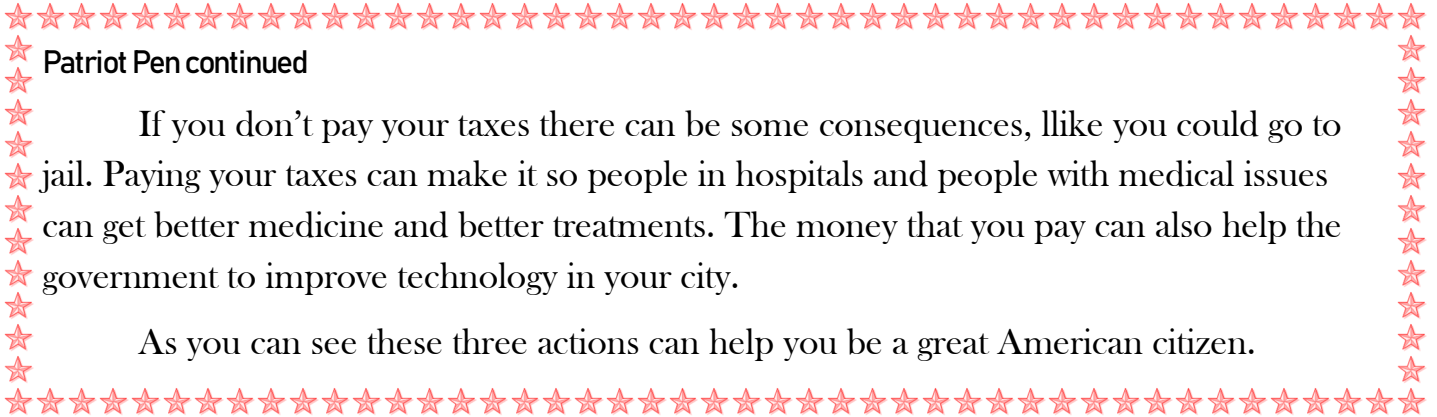 Patriot Pen continued
If you don’t pay your taxes there can be some consequences, llike you could go to
jail. Paying your taxes can make it so people in hospitals and people with medical issues
can get better medicine and better treatments. The money that you pay can also help the
government to improve technology in your city.
As you can see these three actions can help you be a great American citizen.